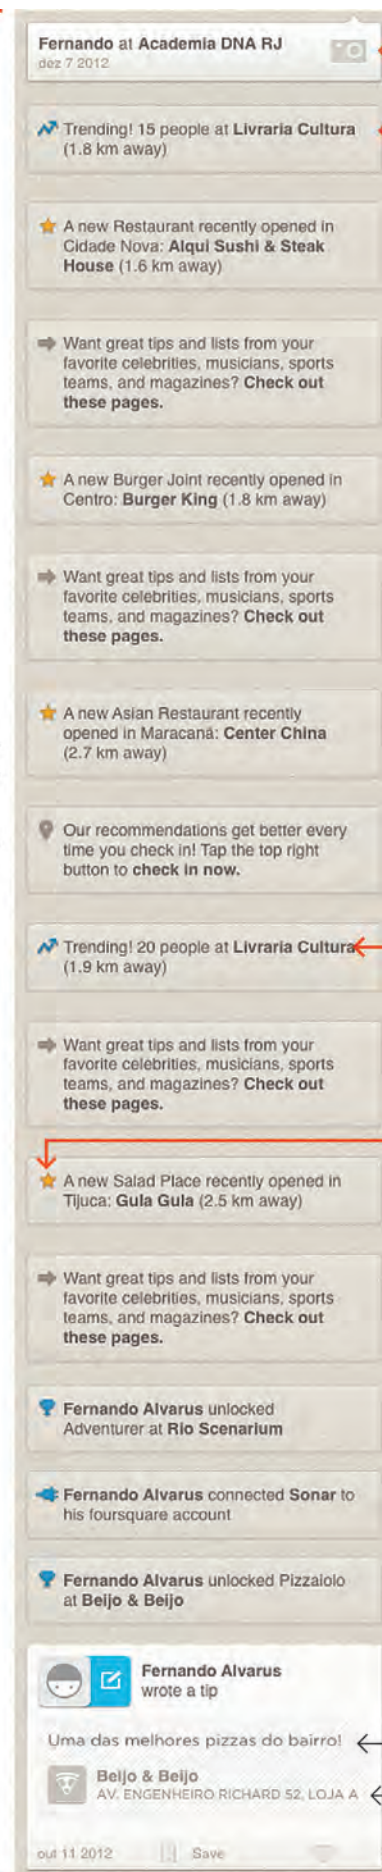 Fernando at Academia DNA RJ
dez 7 2012
Trending! 15 people at Livraria Cultura
(1.8 km away)
A new Restaurant recently opened in
Cidade Nova: Alqui Sushi & Steak
House (1.6 km away)
Want great tips and lists from your
favorite celebrities, musicians, sports
teams, and magazines? Check out
these pages.
A new Burger Joint recently opened in
Centro: Burger King (1.8 km away)
Want great tips and lists from your
favorite celebrities, musicians, sports
teams, and magazines? Check out
these pages.
A new Asian Restaurant recently
opened in Maracanã: Center China
(2.7 km away)
Our recommendations get better every
time you check in! Tap the top right
button to check in now.
Trending! 20 people at Livraria Cultura
(1.9 km away)
Want great tips and lists from your
favorite celebrities, musicians, sports
teams, and magazines? Check out
these pages.
A new Salad Place recently opened in
Tijuca: Gula Gula (2.5 km away)
Want great tips and lists from your
favorite celebrities, musicians, sports
teams, and magazines? Check out
these pages.
Fernando Alvarus unlocked
Adventurer at Rio Scenarium
Fernando Alvarus connected Sonar to
his foursquare account
Fernando Alvarus unlocked Pizzaiolo
at Beijo & Beijo
Fernando Alvarus
wrote a tip
Uma das melhores pizzas do bairro!
Beijo & Beijo
AV. ENGENHEIRO RICHARD 52, LOJA A
out 11 2012
Save